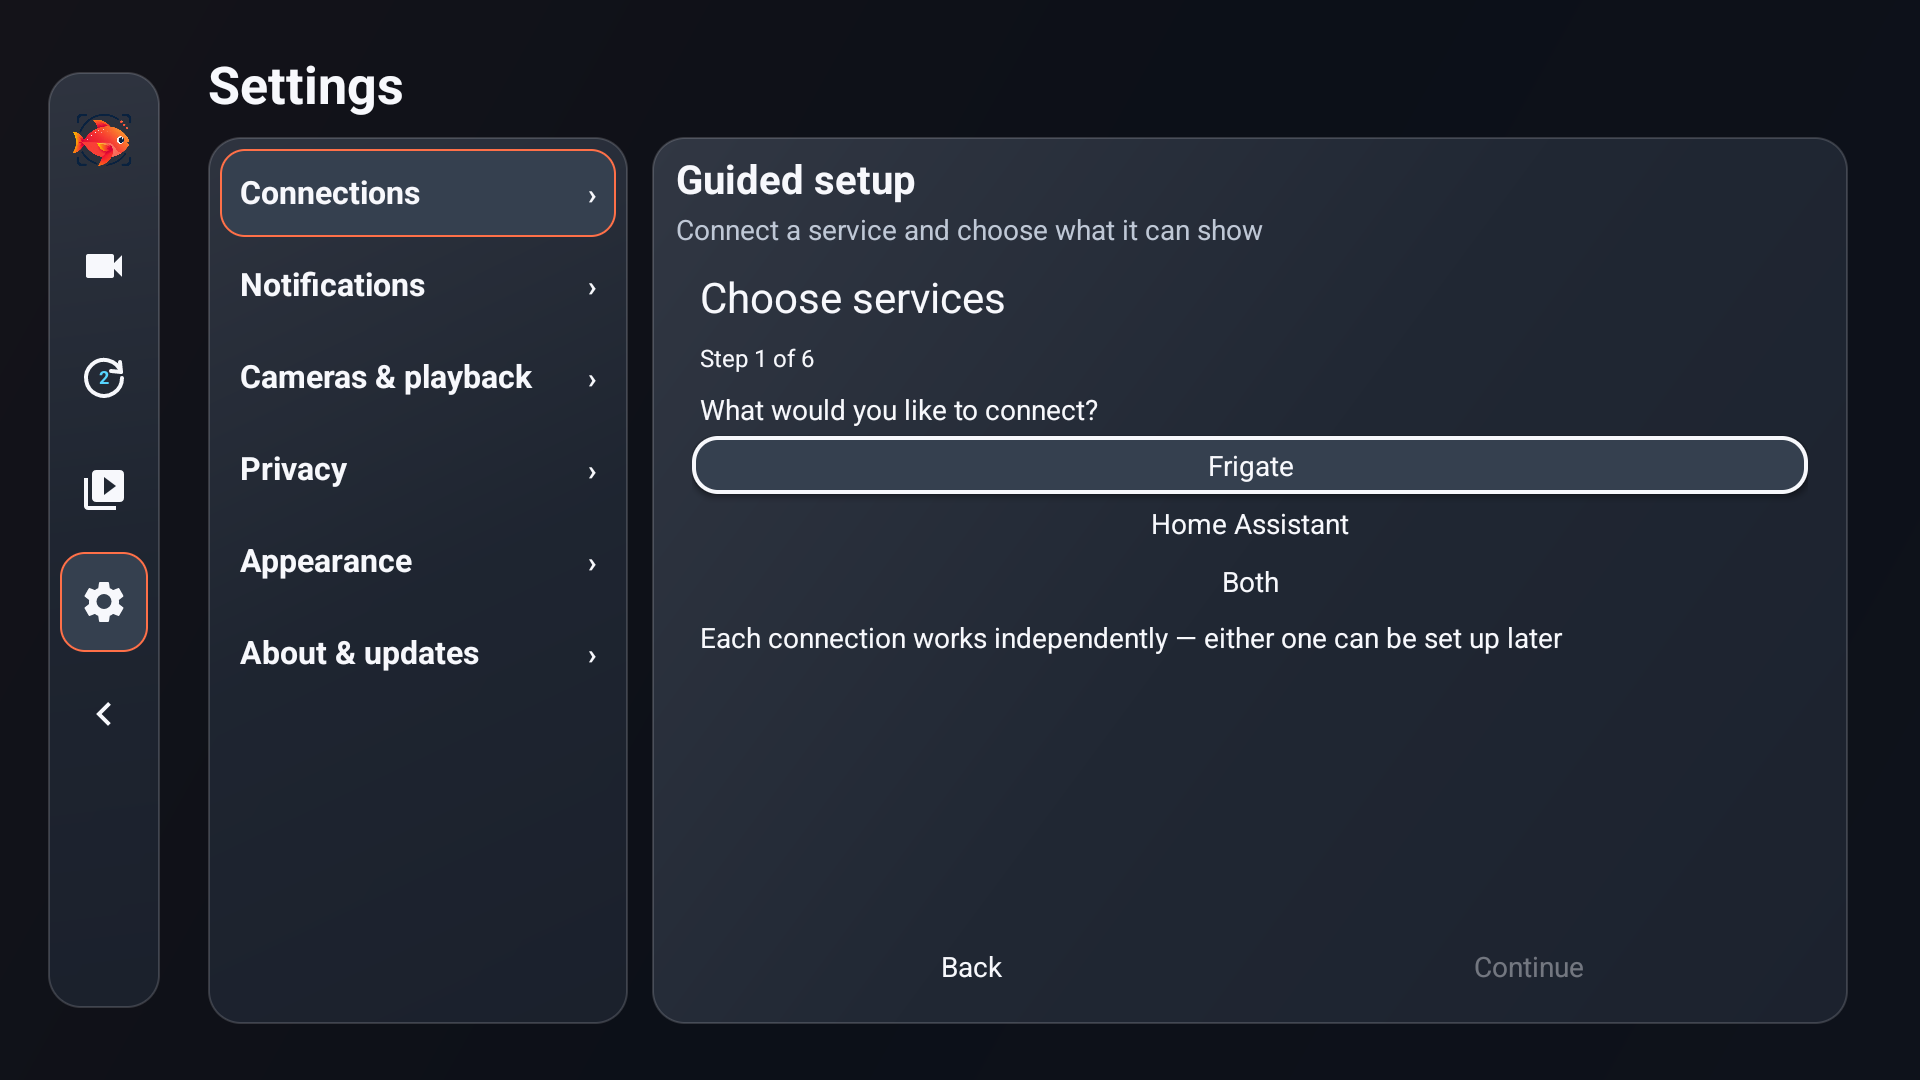 Settings
2
Connections
Notifications
Cameras & playback
Privacy
Appearance
About & updates
Guided setup
Connect a service and choose what it can show
Choose services
Step 1 of 6
What would you like to connect?
Frigate
Home Assistant
Both
Each connection works independently — either one can be set up later
Back
Continue